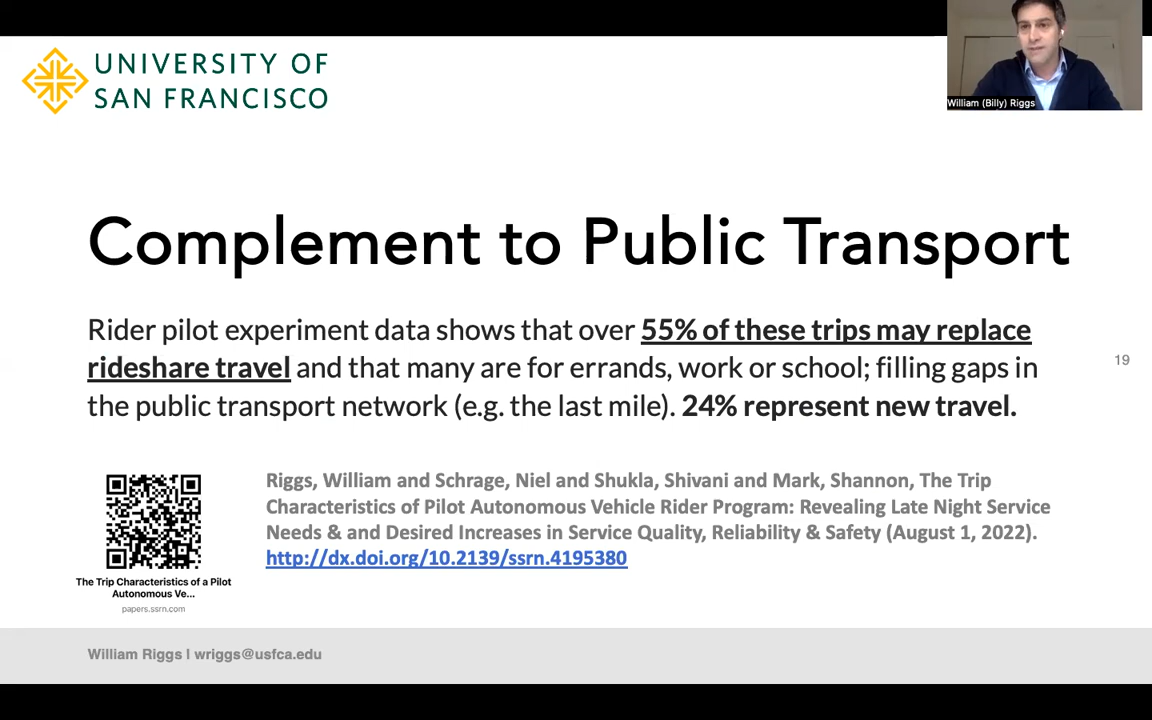 UNIVERSITY OF
SAN FRANCISCO
William (Billy) Riggs
Complement to Public Transport
Rider pilot experiment data shows that over 55% of these trips may replace
rideshare travel and that many are for errands, work or school; filling gaps in
the public transport network (e.g. the last mile). 24% represent new travel.
19
Riggs, William and Schrage, Niel and Shukla, Shivani and Mark, Shannon, The Trip
Characteristics of Pilot Autonomous Vehicle Rider Program: Revealing Late Night Service
Needs & and Desired Increases in Service Quality, Reliability & Safety (August 1, 2022).
http://dx.doi.org/10.2139/ssrn.4195380
The Trip Characteristics of a Pilot
Autonomous Ve...
papers.ssrn.com
William Riggs | wriggs@usfca.edu